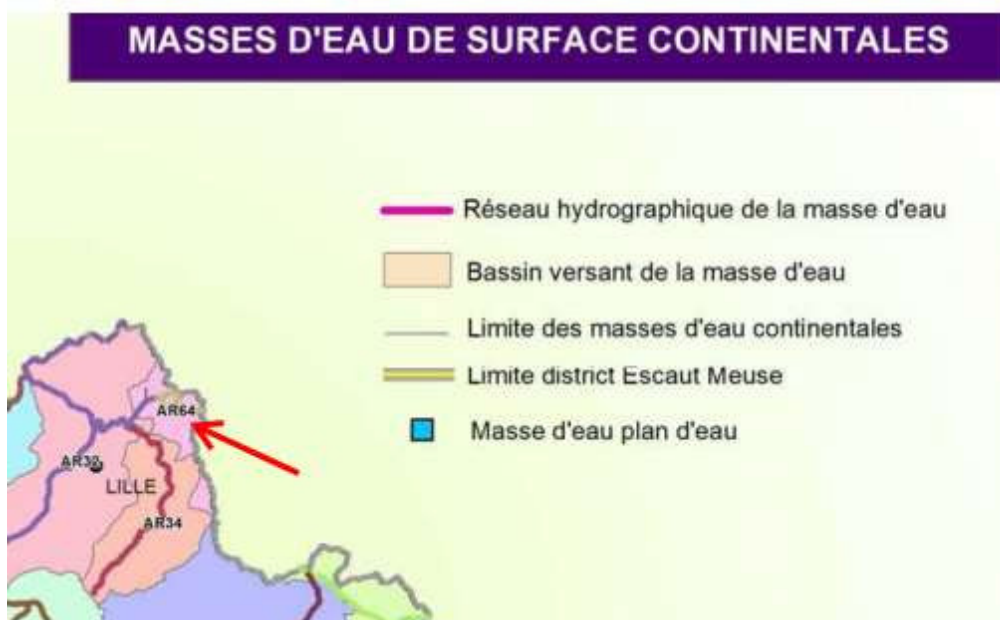 MASSES D'EAU DE SURFACE CONTINENTALES
Réseau hydrographique de la masse d'eau
Bassin versant de la masse d'eau
Limite des masses d'eau continentales
Limite district Escaut Meuse
Masse d'eau plan d'eau
AR64
AR32
LILLE
AR34